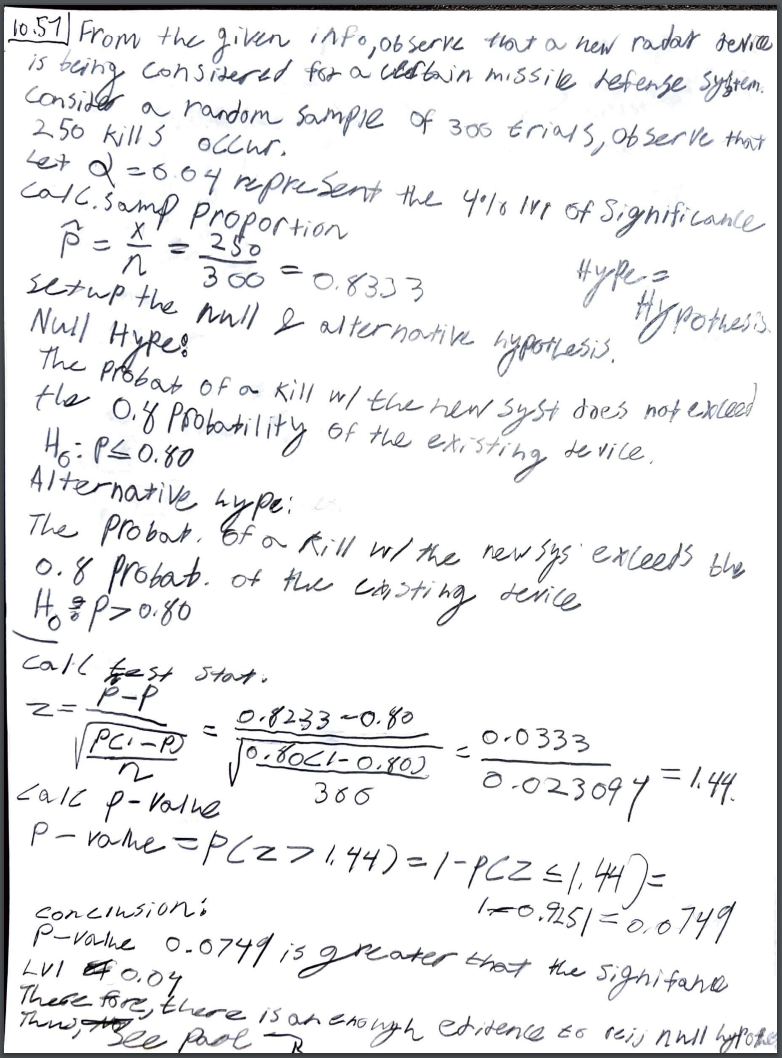 10.57 From the given info, observe that a new radar device
is being considered for a certain missile defense system.
Consider a random sample of 300 trials, observe that
250 kills occur.
Let α = 0.04 represent the 4% lvl of Significance
Calc. Samp Proportion
p̂ = x/n = 250/300 = 0.8333
Hype = Hypothesis.
Setup the null & alternative hypothesis.
Null Hype:
The probab of a kill w/ the new syst does not exceed
the 0.8 Probability of the existing device.
H₀: P ≤ 0.80
Alternative hype:
The Probab. of a kill w/ the new sys exceeds the
0.8 Probab. of the existing device
H₀: P > 0.80
Calc test stat.
z = p̂-P / √(P(1-P)/n) = 0.8233-0.80 / √(0.80(1-0.80)/300) = 0.0333 / 0.023094 = 1.44.
Calc p-value
P-value = P(z > 1.44) = 1-P(Z ≤ 1.44) =
1-0.9251 = 0.0749
Conclusion:
P-value 0.0749 is greater that the signifance
Lvl 0.04
Therefore, there is an enough evidence to reij null hypothe
Thus, See back